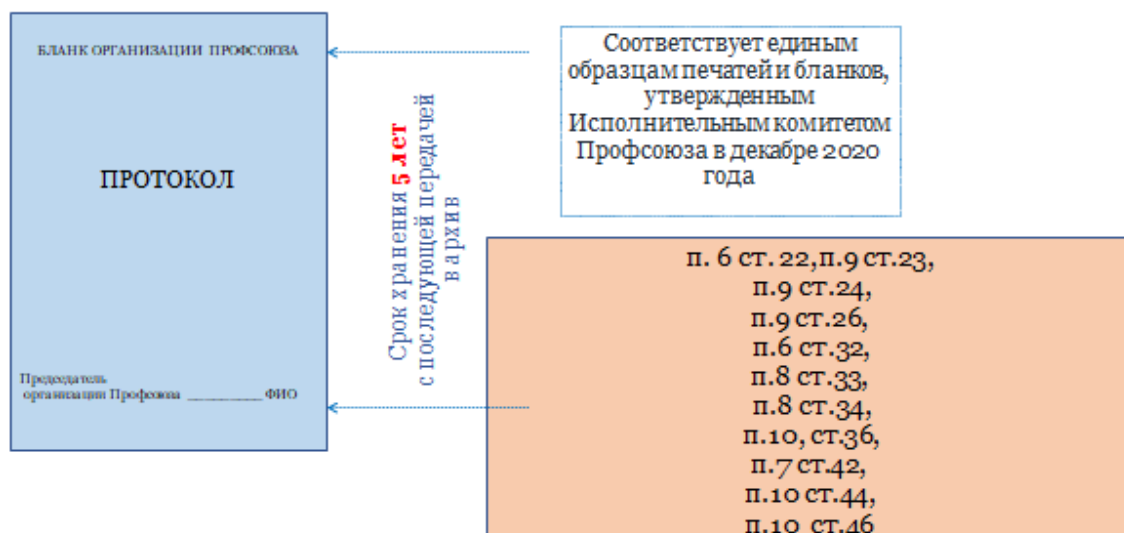 БЛАНК ОРГАНИЗАЦИИ ПРОФСОЮЗА
ПРОТОКОЛ
Председатель
организации Профсоюза ____________ ФИО
Срок хранения 5 лет
с последующей передачей
в архив
Соответствует единым
образцам печатей и бланков,
утвержденным
Исполнительным комитетом
Профсоюза в декабре 2020
года
п. 6 ст. 22,п.9 ст.23,
п.9 ст.24,
п.9 ст.26,
п.6 ст.32,
п.8 ст.33,
п.8 ст.34,
п.10, ст.36,
п.7 ст.42,
п.10 ст.44,
п.10 ст.46